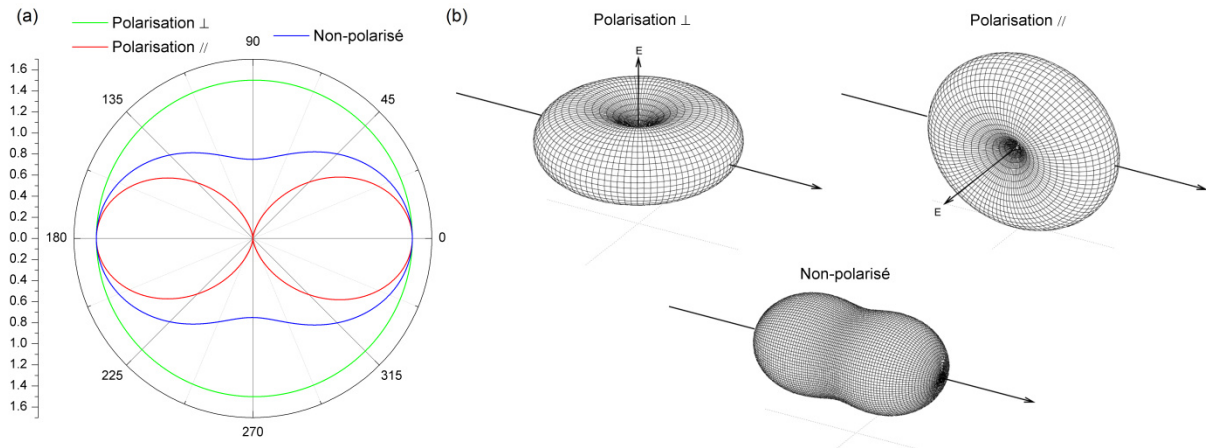 (a)
Polarisation ⊥
Polarisation //
Non-polarisé
90
135
45
180
0
225
315
270
1.6
1.4
1.2
1.0
0.8
0.6
0.4
0.2
0.0
0.2
0.4
0.6
0.8
1.0
1.2
1.4
1.6
(b)
Polarisation ⊥
E
Polarisation //
E
Non-polarisé